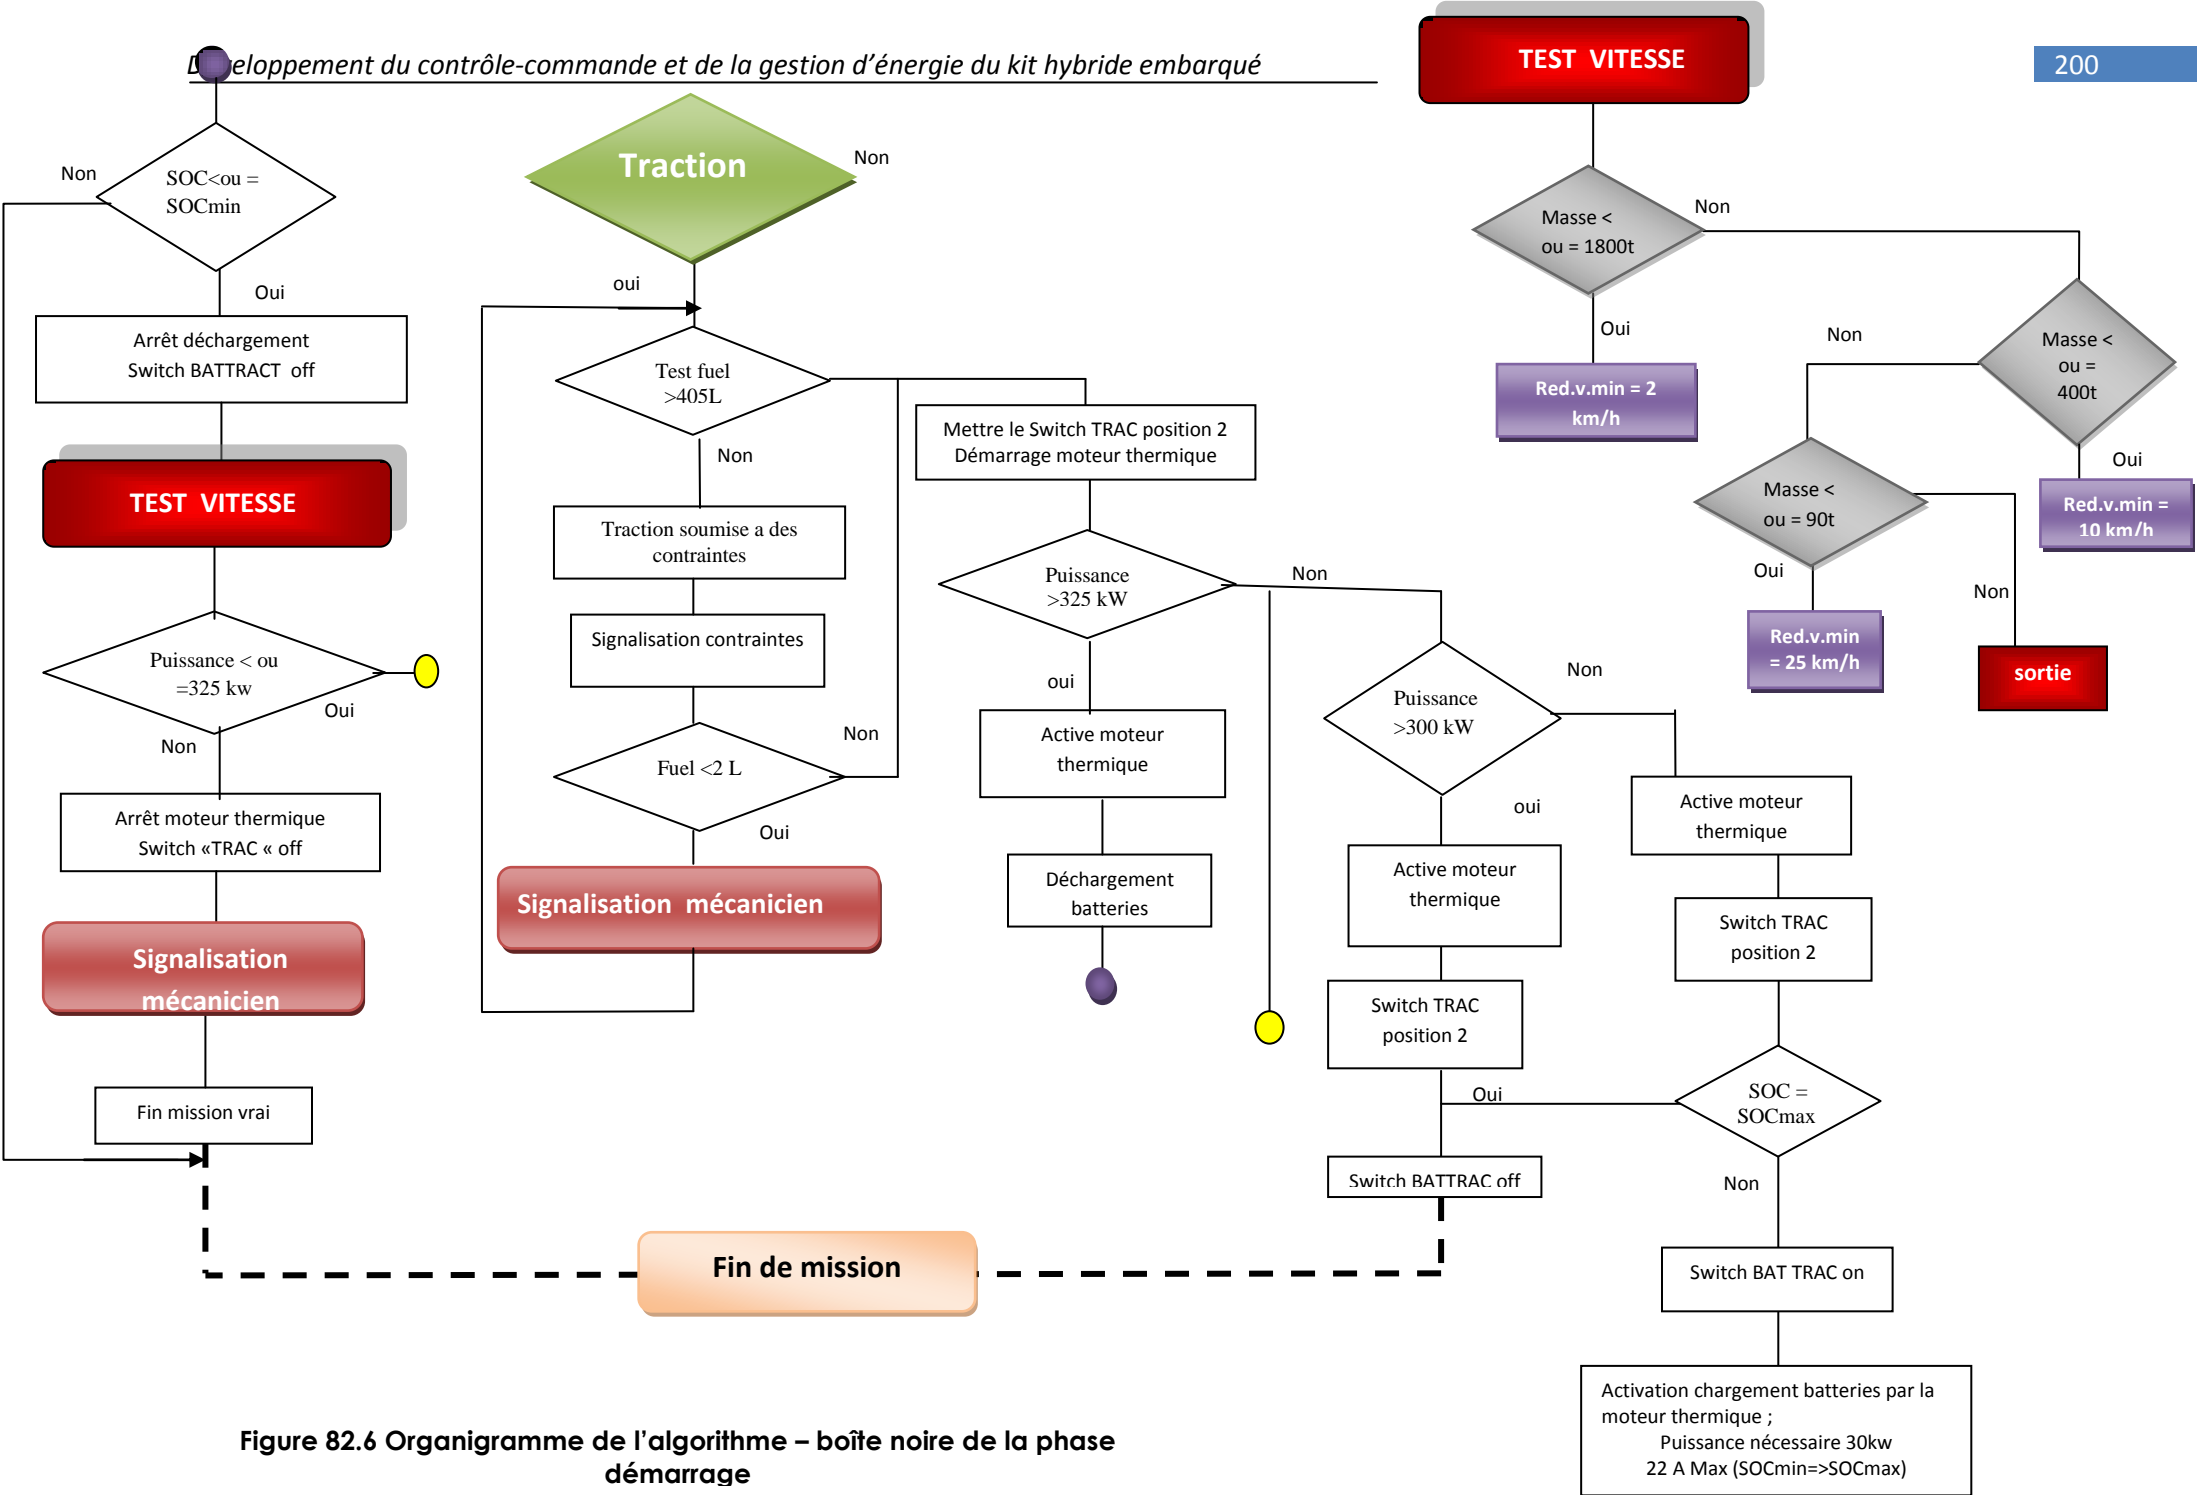 Développement du contrôle-commande et de la gestion d'énergie du kit hybride embarqué
200
SOC<ou =
SOCmin
Non
Oui
Arrêt déchargement
Switch BATTRACT off
TEST VITESSE
Puissance < ou
=325 kw
Oui
Non
Arrêt moteur thermique
Switch «TRAC « off
Signalisation
mécanicien
Fin mission vrai
Traction
Non
oui
Test fuel
>405L
Non
Traction soumise a des
contraintes
Signalisation contraintes
Fuel <2 L
Non
Oui
Signalisation mécanicien
Mettre le Switch TRAC position 2
Démarrage moteur thermique
Puissance
>325 kW
Non
oui
Active moteur
thermique
Déchargement
batteries
Puissance
>300 kW
Non
oui
Active moteur
thermique
Switch TRAC
position 2
Oui
Switch BATTRAC off
Active moteur
thermique
Switch TRAC
position 2
SOC =
SOCmax
Non
Switch BAT TRAC on
Activation chargement batteries par la
moteur thermique ;
Puissance nécessaire 30kw
22 A Max (SOCmin=>SOCmax)
TEST VITESSE
Masse <
ou = 1800t
Non
Oui
Red.v.min = 2
km/h
Masse <
ou =
400t
Non
Oui
Red.v.min =
10 km/h
Masse <
ou = 90t
Oui
Non
Red.v.min
= 25 km/h
sortie
Fin de mission
Figure 82.6 Organigramme de l'algorithme – boîte noire de la phase
démarrage